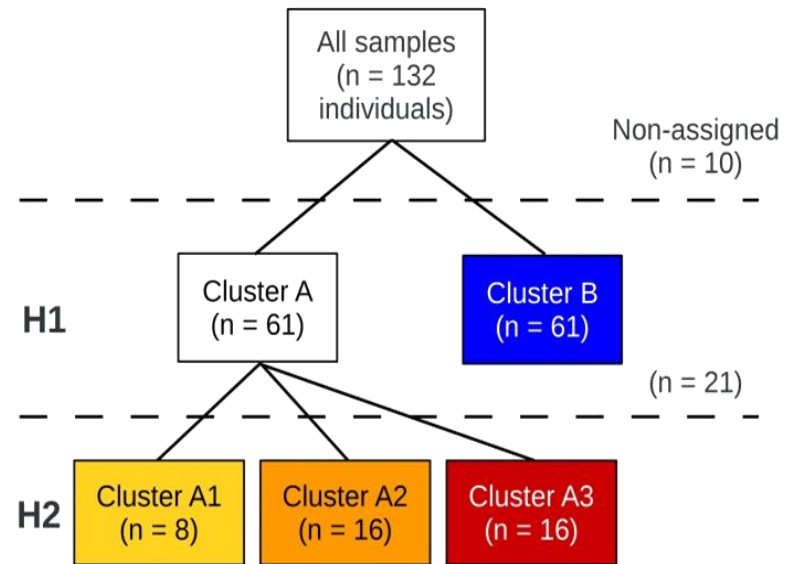 All samples
(n = 132
individuals)
Non-assigned
(n = 10)
H1
Cluster A
(n = 61)
Cluster B
(n = 61)
(n = 21)
H2
Cluster A1
(n = 8)
Cluster A2
(n = 16)
Cluster A3
(n = 16)